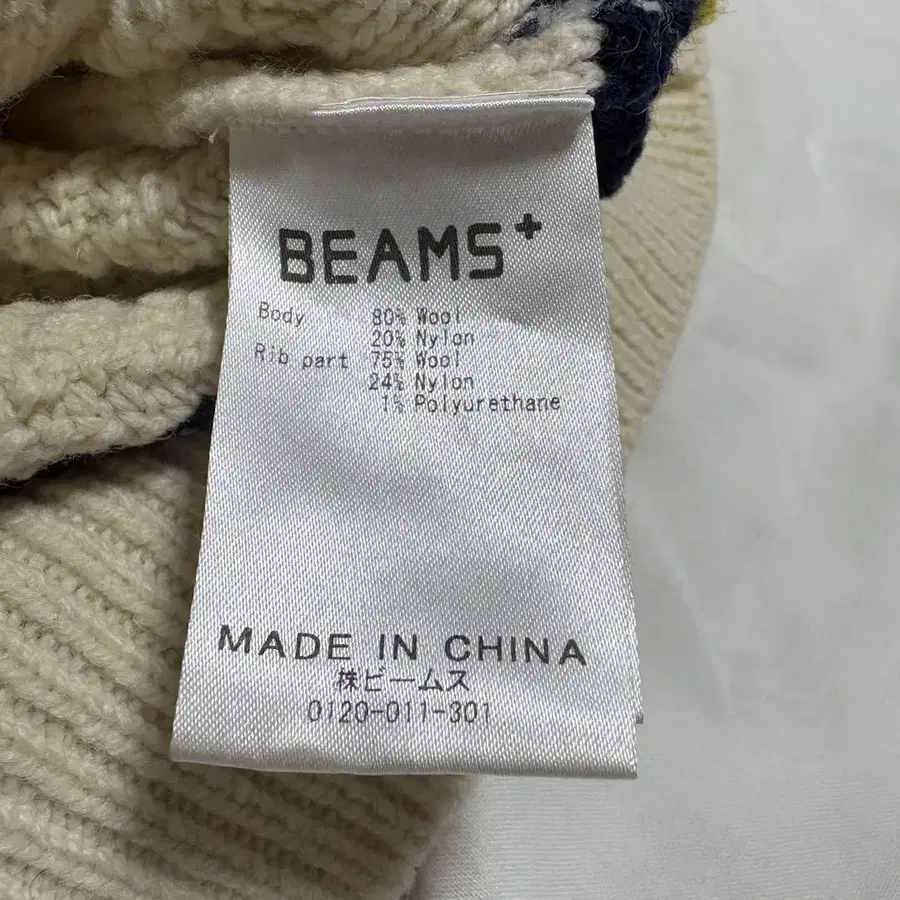 BEAMS+
Body 80% Wool
20% Nylon
Rib part 75% Wool
24% Nylon
1% Polyurethane
MADE IN CHINA
㈱ビームス
0120-011-301